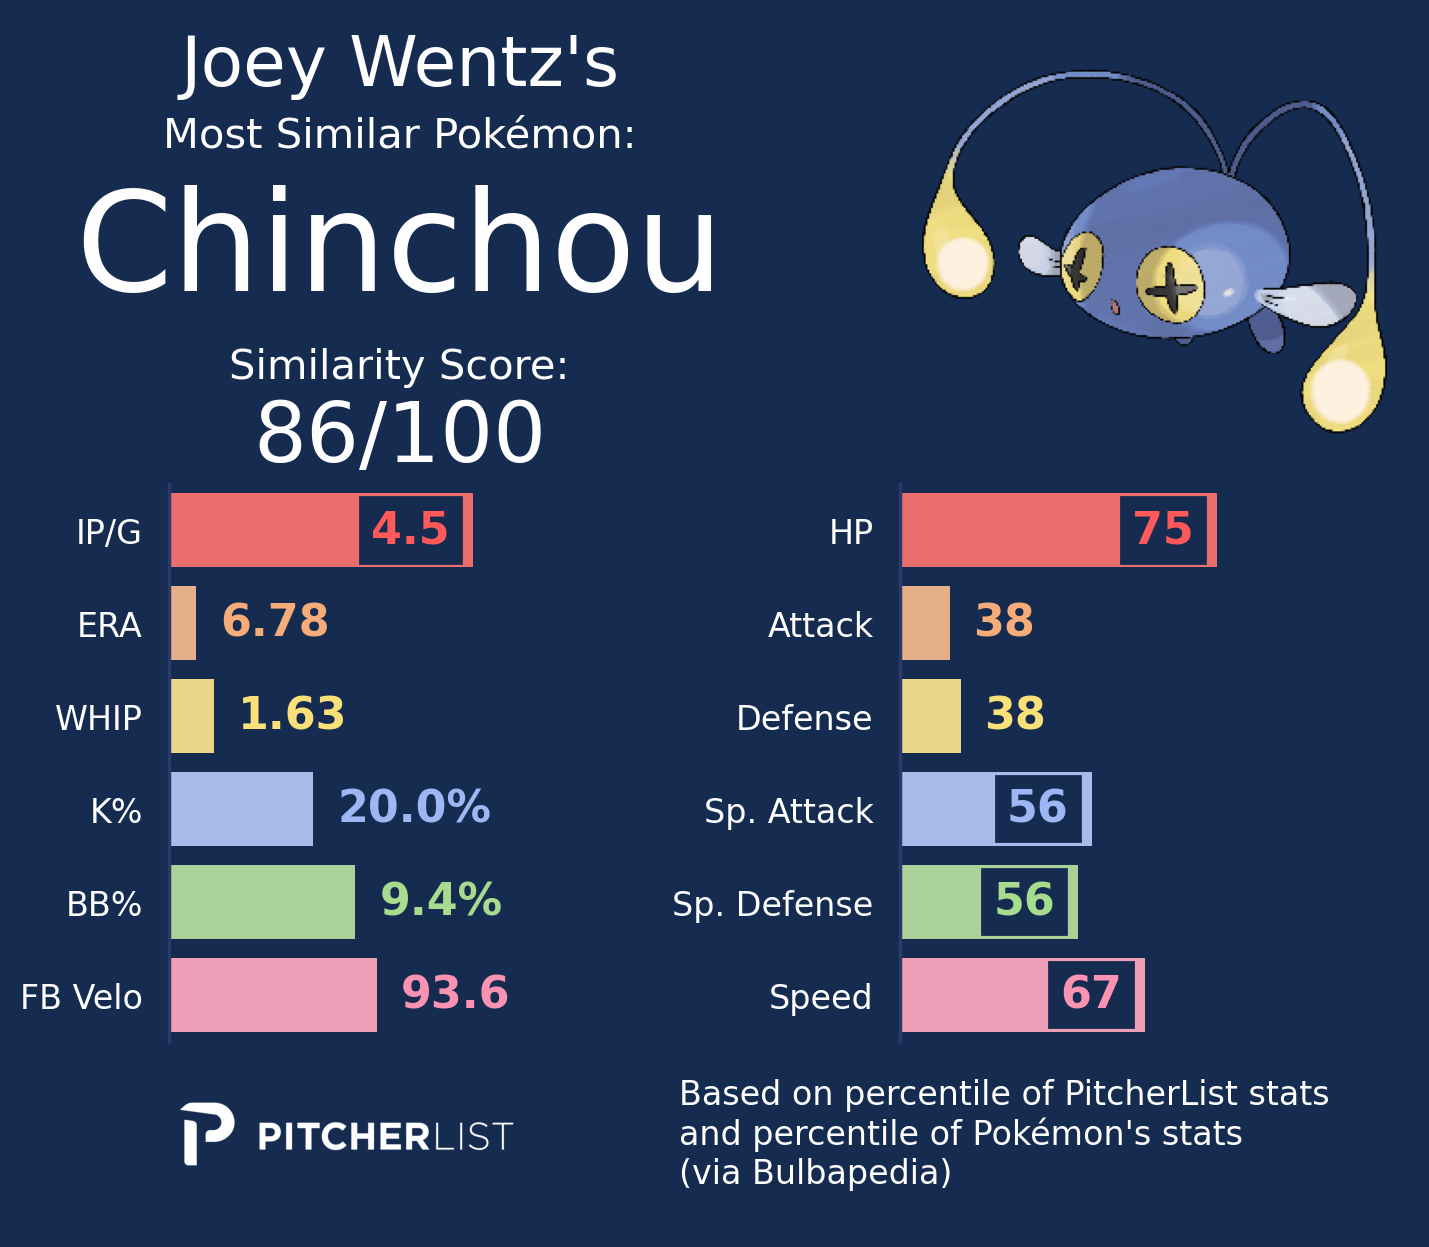 Joey Wentz's
Most Similar Pokémon:
Chinchou
Similarity Score:
86/100
IP/G 4.5
ERA 6.78
WHIP 1.63
K% 20.0%
BB% 9.4%
FB Velo 93.6
HP 75
Attack 38
Defense 38
Sp. Attack 56
Sp. Defense 56
Speed 67
PITCHERLIST
Based on percentile of PitcherList stats
and percentile of Pokémon's stats
(via Bulbapedia)